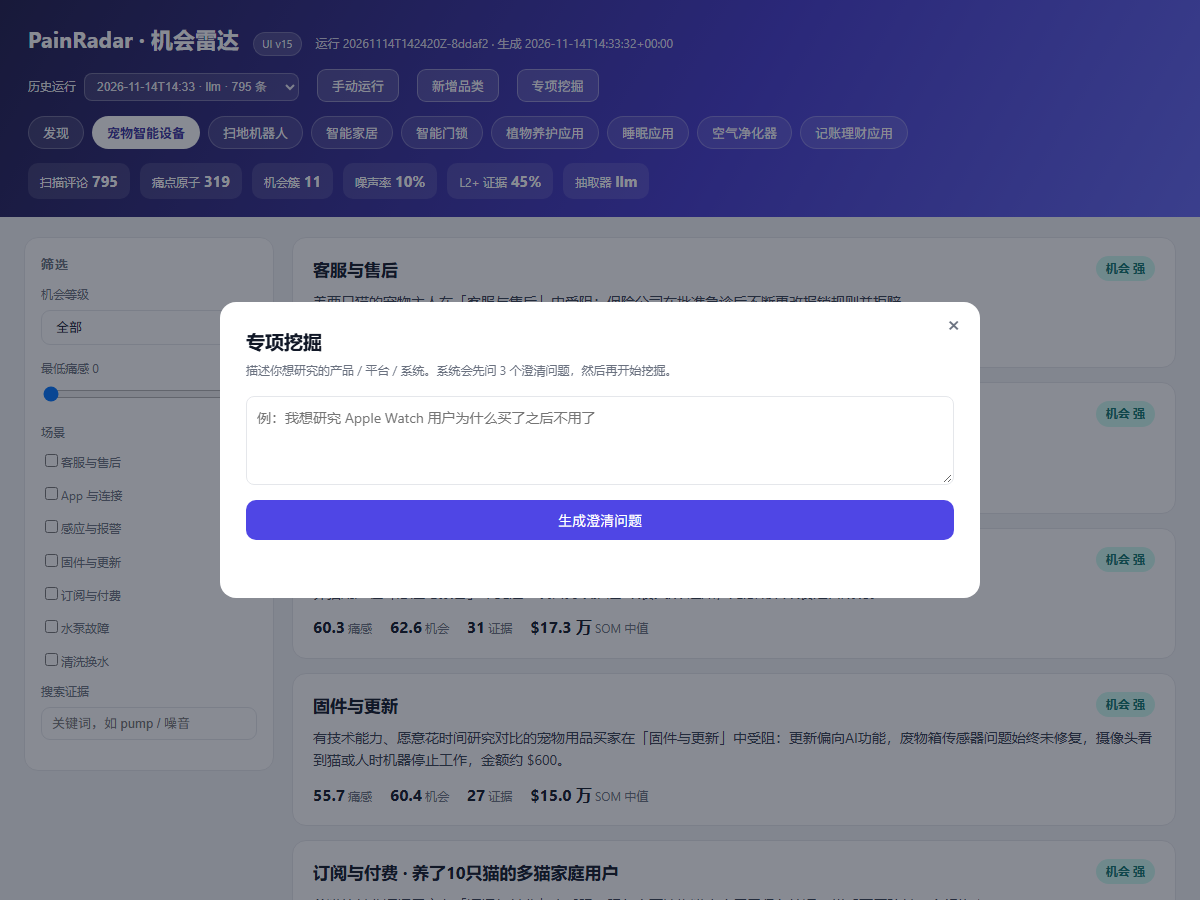 PainRadar · 机会雷达 UI v15 运行 20261114T142420Z-8ddaf2 · 生成 2026-11-14T14:33:32+00:00
历史运行 2026-11-14T14:33 · llm · 795 条 手动运行 新增品类 专项挖掘
发现 宠物智能设备 扫地机器人 智能家居 智能门锁 植物养护应用 睡眠应用 空气净化器 记账理财应用
扫描评论 795 痛点原子 319 机会簇 11 噪声率 10% L2+ 证据 45% 抽取器 llm
筛选
机会等级
全部
最低痛感 0
场景
客服与售后
App 与连接
感应与报警
固件与更新
订阅与付费
水泵故障
清洗换水
搜索证据
关键词，如 pump / 噪音
客服与售后 机会 强
机会 强
专项挖掘 ×
描述你想研究的产品 / 平台 / 系统。系统会先问 3 个澄清问题，然后再开始挖掘。
例：我想研究 Apple Watch 用户为什么买了之后不用了
生成澄清问题
机会 强
60.3 痛感 62.6 机会 31 证据 $17.3 万 SOM 中值
固件与更新 机会 强
有技术能力、愿意花时间研究对比的宠物用品买家在「固件与更新」中受阻：更新偏向AI功能，废物箱传感器问题始终未修复，摄像头看
到猫或人时机器停止工作，金额约 $600。
55.7 痛感 60.4 机会 27 证据 $15.0 万 SOM 中值
订阅与付费 · 养了10只猫的多猫家庭用户 机会 强